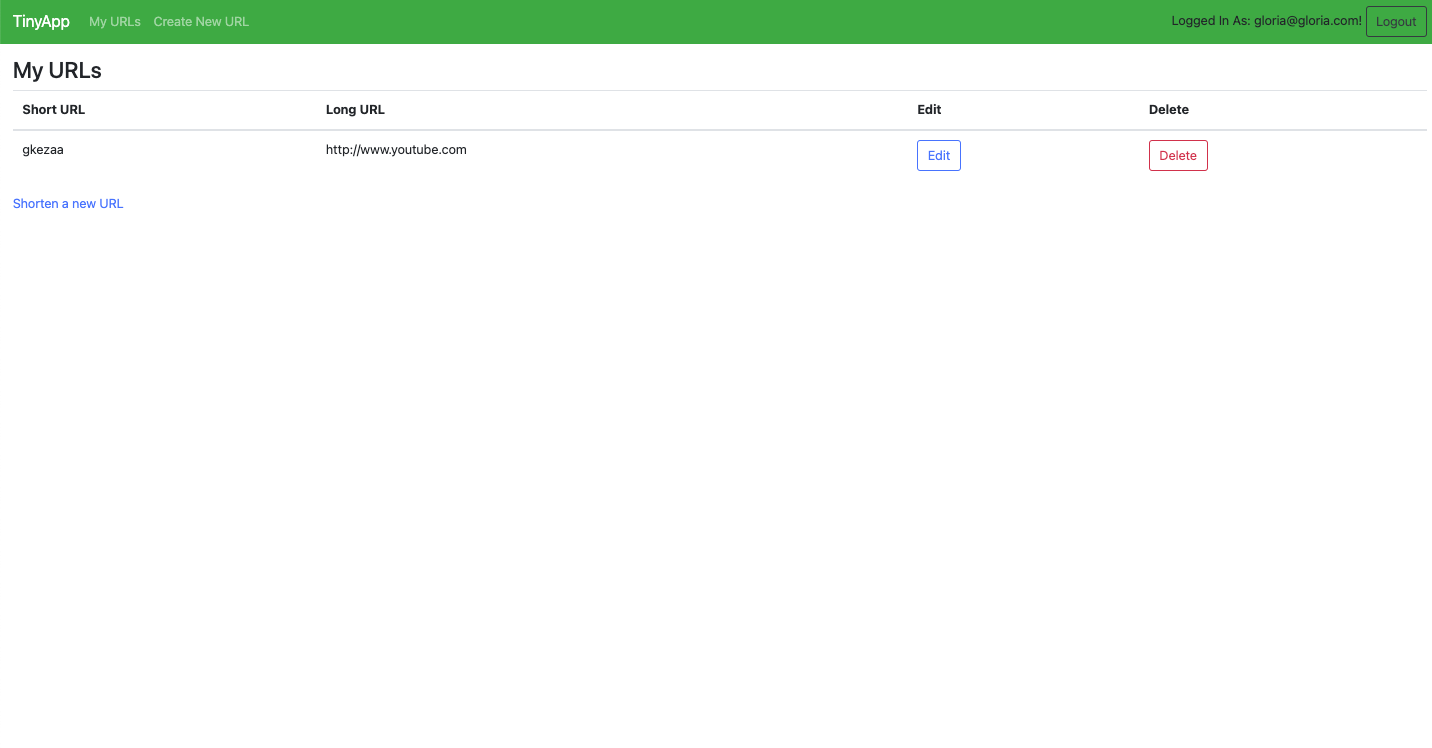 TinyApp My URLs Create New URL Logged In As: gloria@gloria.com! Logout
My URLs
Short URL Long URL Edit Delete
gkezaa http://www.youtube.com Edit Delete
Shorten a new URL